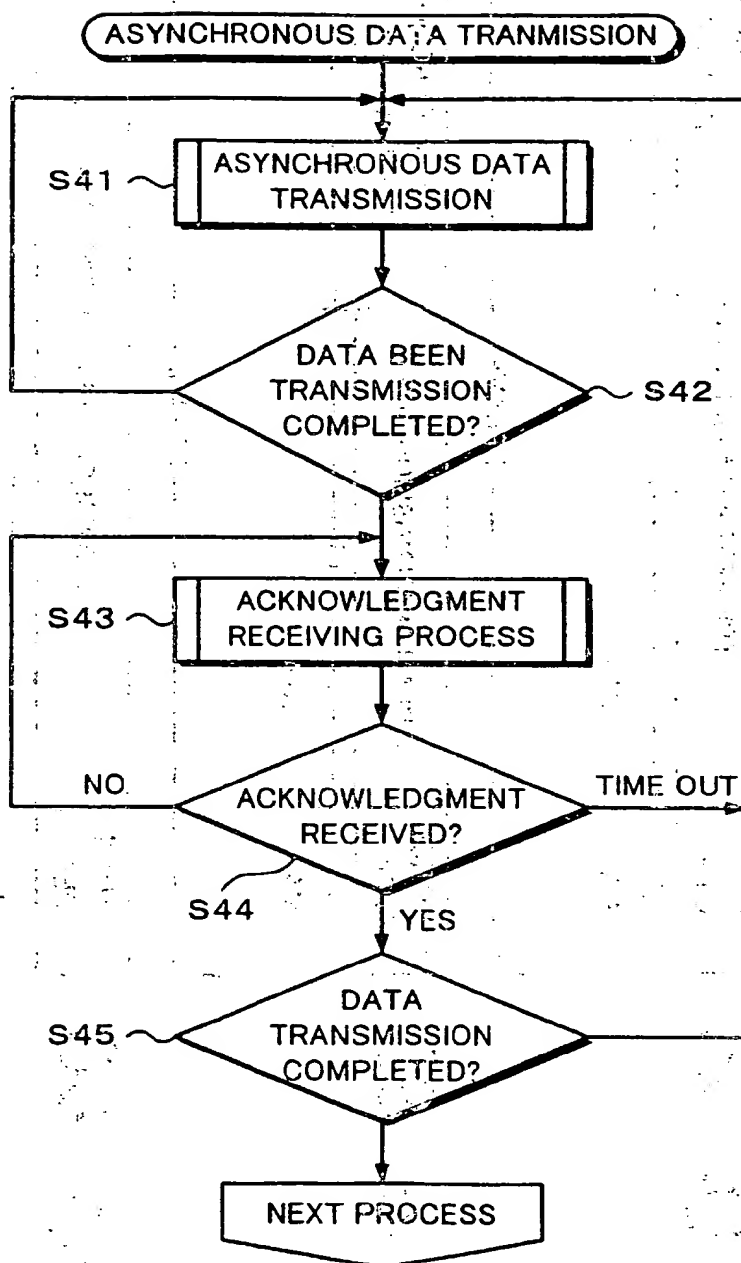 ASYNCHRONOUS DATA TRANMISSION
S41
ASYNCHRONOUS DATA
TRANSMISSION
DATA BEEN
TRANSMISSION
COMPLETED?
S42
S43
ACKNOWLEDGMENT
RECEIVING PROCESS
NO
ACKNOWLEDGMENT
RECEIVED?
TIME OUT
S44
YES
S45
DATA
TRANSMISSION
COMPLETED?
NEXT PROCESS